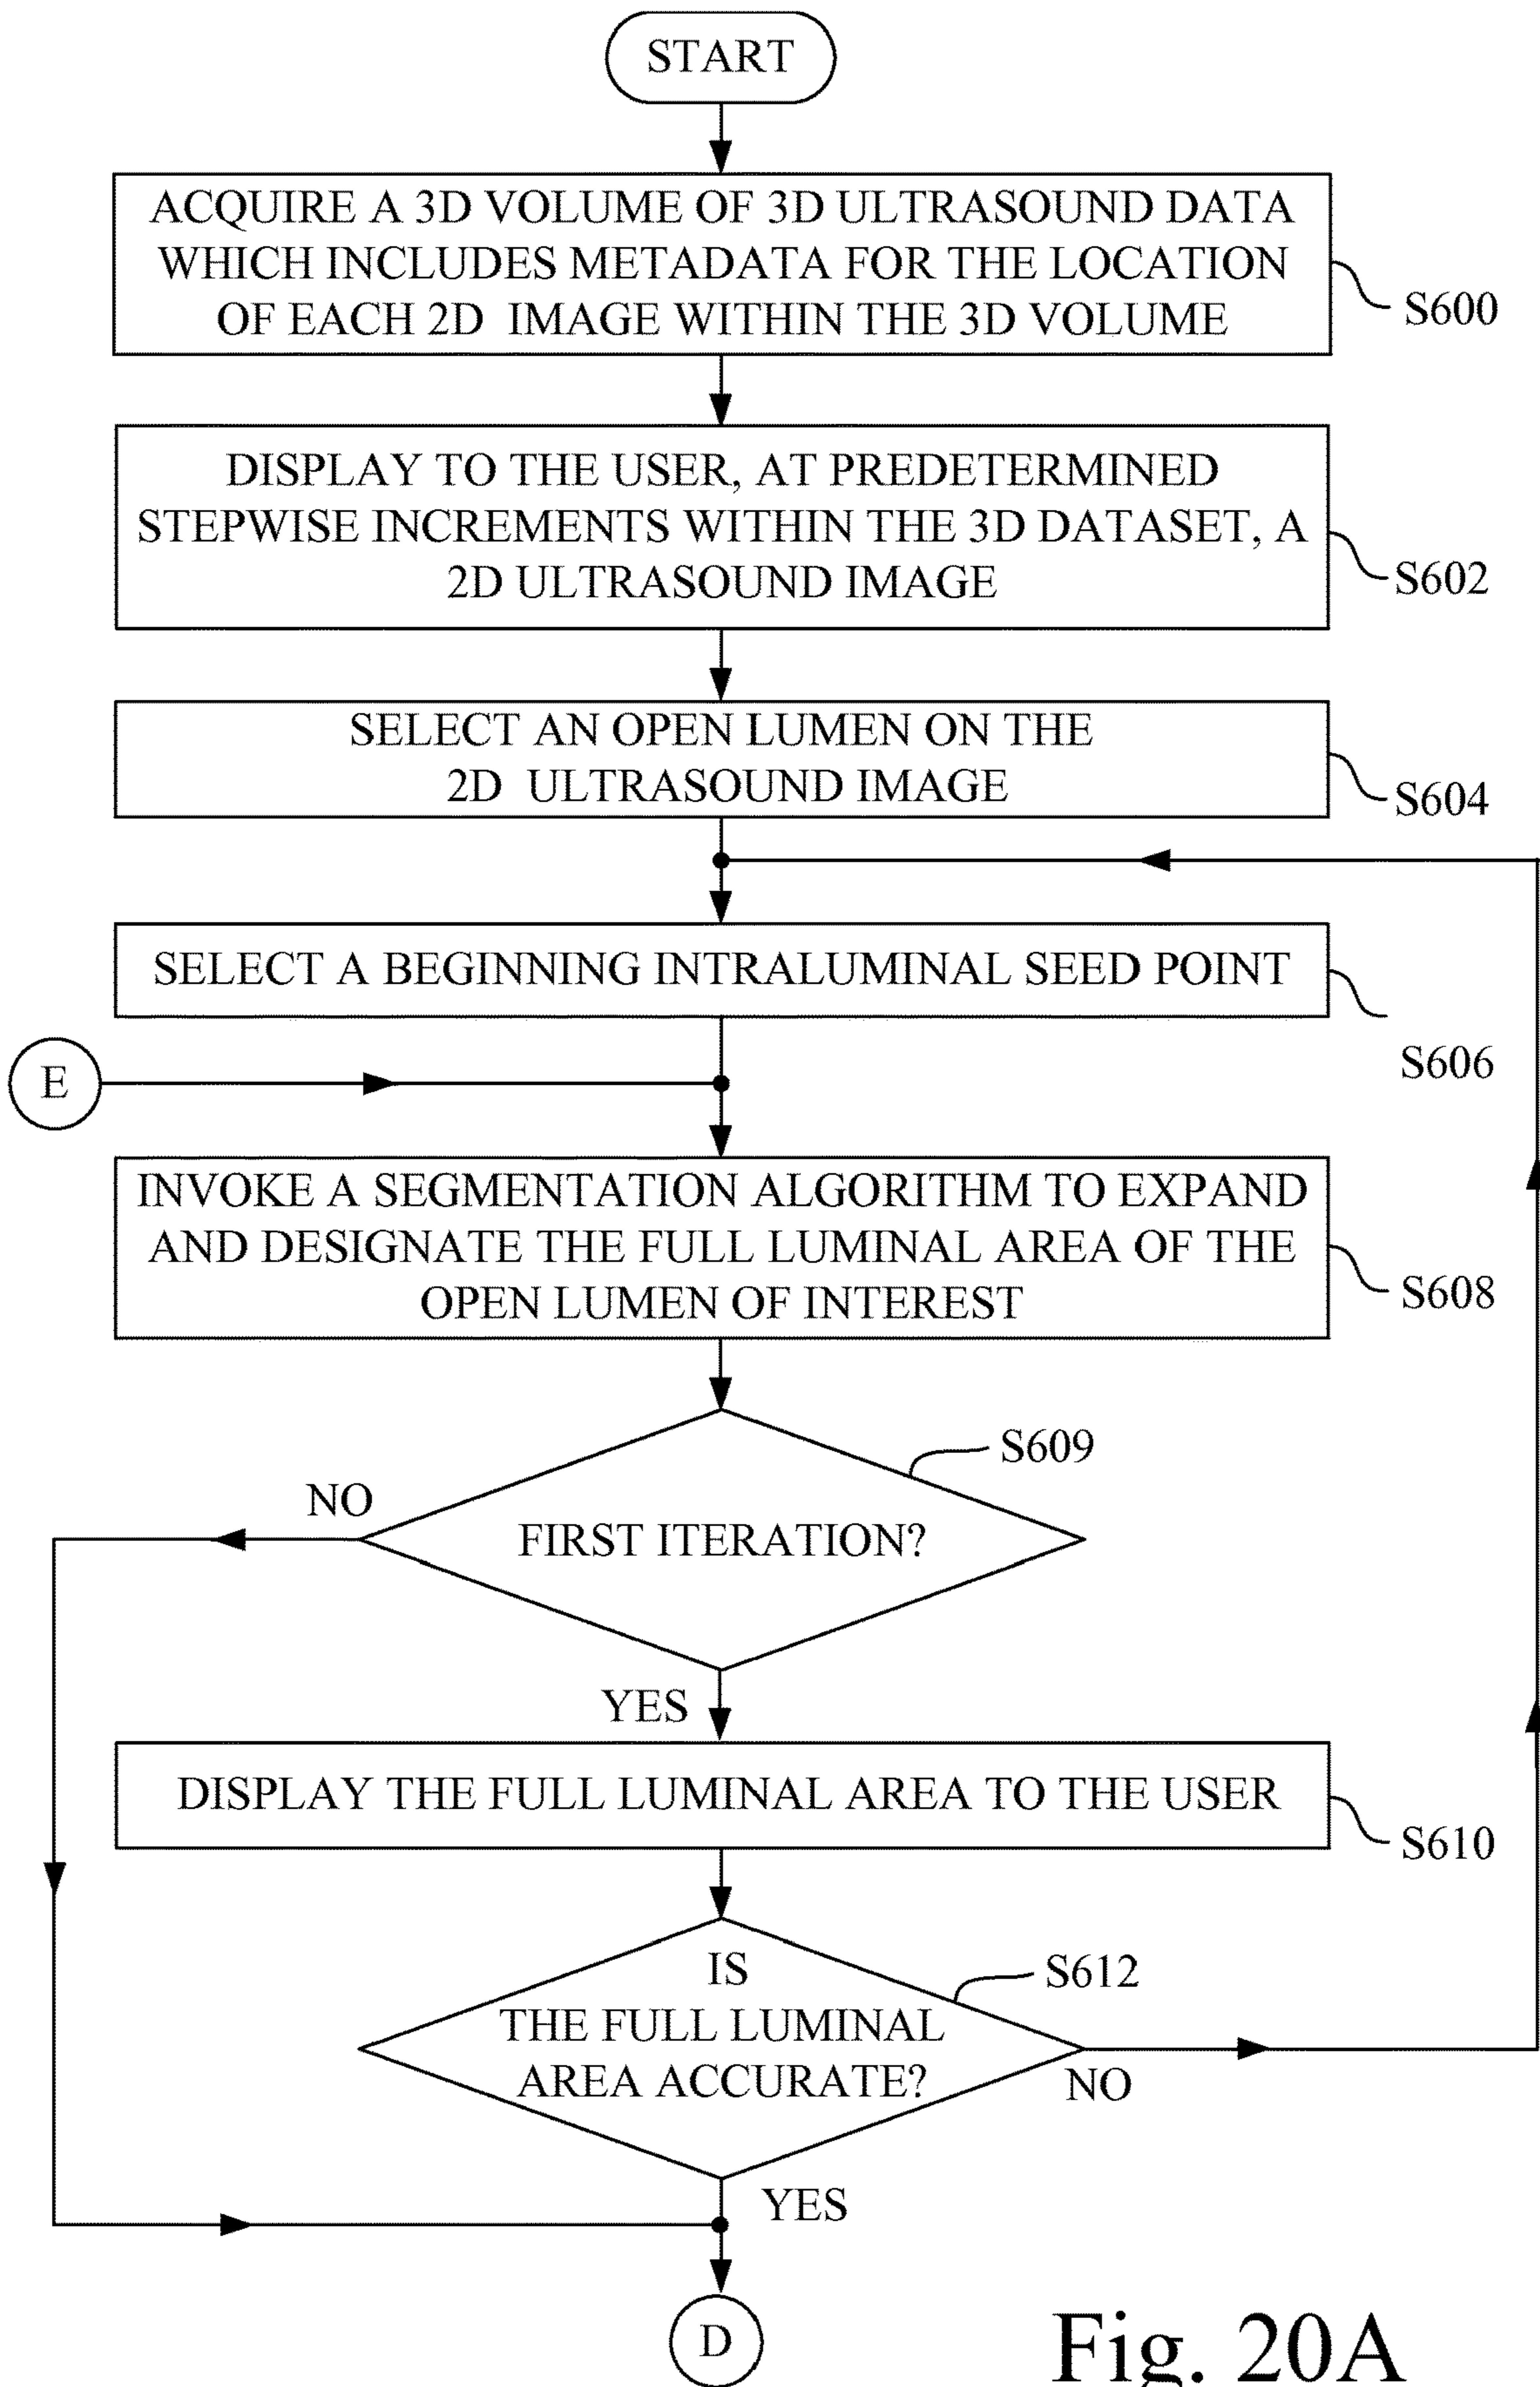 START
ACQUIRE A 3D VOLUME OF 3D ULTRASOUND DATA
WHICH INCLUDES METADATA FOR THE LOCATION
OF EACH 2D IMAGE WITHIN THE 3D VOLUME
S600
DISPLAY TO THE USER, AT PREDETERMINED
STEPWISE INCREMENTS WITHIN THE 3D DATASET, A
2D ULTRASOUND IMAGE
S602
SELECT AN OPEN LUMEN ON THE
2D ULTRASOUND IMAGE
S604
SELECT A BEGINNING INTRALUMINAL SEED POINT
S606
E
INVOKE A SEGMENTATION ALGORITHM TO EXPAND
AND DESIGNATE THE FULL LUMINAL AREA OF THE
OPEN LUMEN OF INTEREST
S608
S609
NO
FIRST ITERATION?
YES
DISPLAY THE FULL LUMINAL AREA TO THE USER
S610
IS
THE FULL LUMINAL
AREA ACCURATE?
S612
NO
YES
D
Fig. 20A